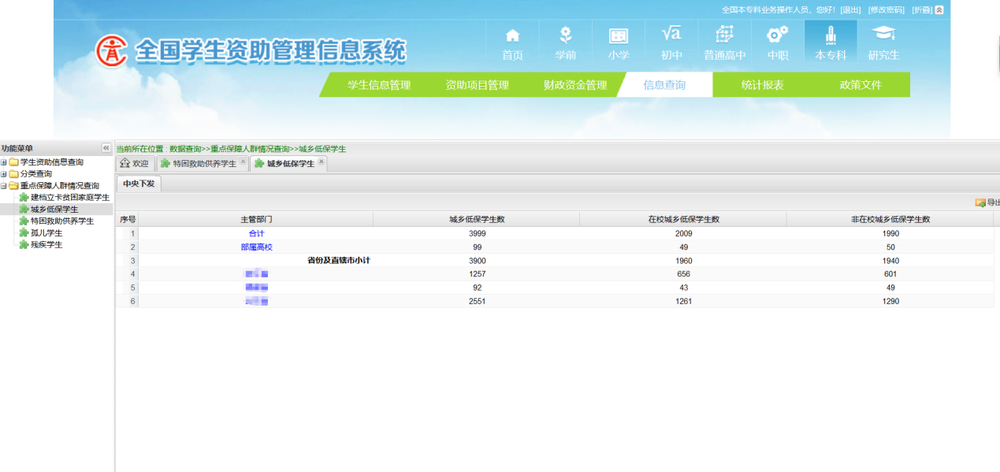 全国本专科业务操作人员，您好！ [退出] [修改密码] [折叠]
全国学生资助管理信息系统
首页 学前 小学 初中 普通高中 中职 本专科 研究生
学生信息管理 资助项目管理 财政资金管理 信息查询 统计报表 政策文件
功能菜单
学生资助信息查询
分类查询
重点保障人群情况查询
建档立卡贫困家庭学生
城乡低保学生
特困救助供养学生
孤儿学生
残疾学生
当前所在位置 : 数据查询>>重点保障人群情况查询>>城乡低保学生
欢迎 特困救助供养学生 城乡低保学生
中央下发
导出
序号 主管部门 城乡低保学生数 在校城乡低保学生数 非在校城乡低保学生数
1 合计 3999 2009 1990
2 部属高校 99 49 50
3 省份及直辖市小计 3900 1960 1940
4 1257 656 601
5 92 43 49
6 2551 1261 1290